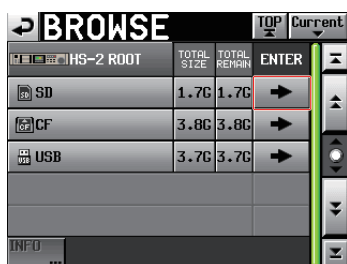 BROWSE TOP Current
HS-2 ROOT TOTAL SIZE TOTAL REMAIN ENTER
SD 1.7G 1.7G
CF 3.8G 3.8G
USB 3.7G 3.7G
INFO ...